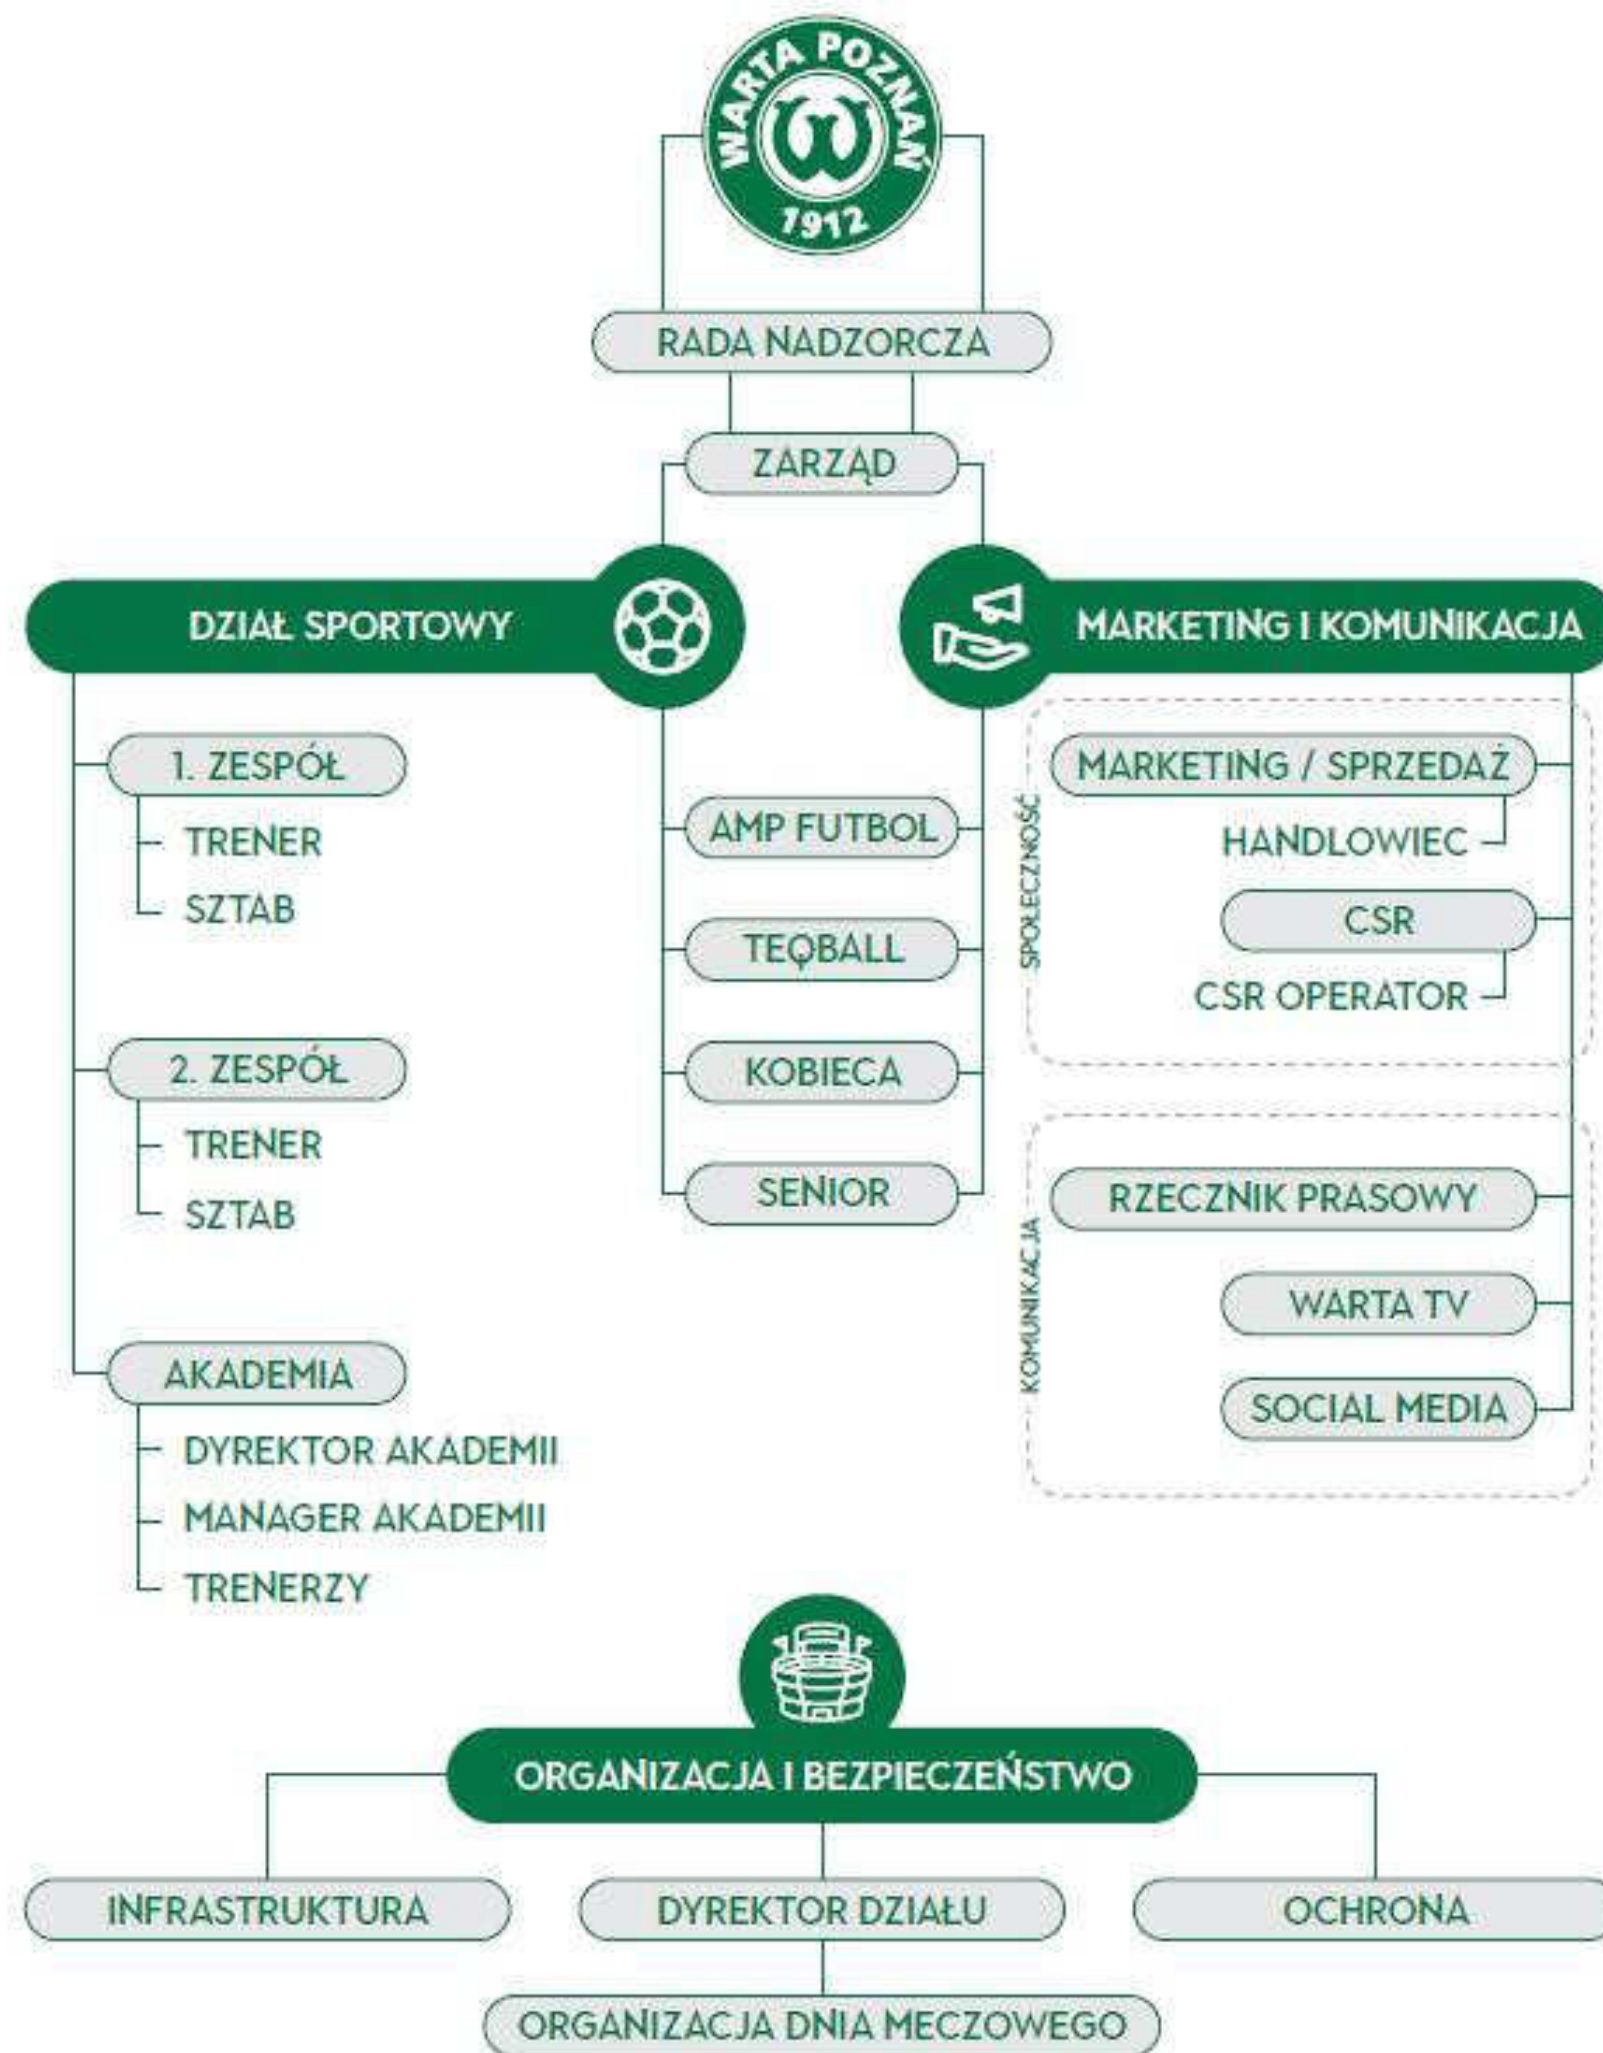 WARTA POZNAŃ
1912
RADA NADZORCZA
ZARZĄD
DZIAŁ SPORTOWY
MARKETING I KOMUNIKACJA
1. ZESPÓŁ
TRENER
SZTAB
2. ZESPÓŁ
TRENER
SZTAB
AKADEMIA
DYREKTOR AKADEMII
MANAGER AKADEMII
TRENERZY
AMP FUTBOL
TEQBALL
KOBIECA
SENIOR
SPOŁECZNOŚĆ
MARKETING / SPRZEDAŻ
HANDLOWIEC
CSR
CSR OPERATOR
KOMUNIKACJA
RZECZNIK PRASOWY
WARTA TV
SOCIAL MEDIA
ORGANIZACJA I BEZPIECZEŃSTWO
INFRASTRUKTURA
DYREKTOR DZIAŁU
OCHRONA
ORGANIZACJA DNIA MECZOWEGO